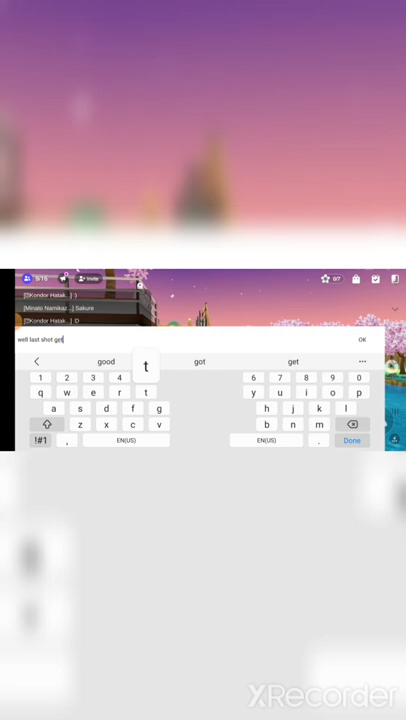 5/16
Invite
0/7
[Kondor Hatak...] :)
[Minato Namikaz...] Sakure
[Kondor Hatak...] :D
well last shot get
OK
good
got
get
...
t
1 2 3 4 6 7 8 9 0
q w e r t y u i o p
a s d f g h j k l
z x c v b n m
!#1 , EN(US) EN(US) . Done
XRecorder